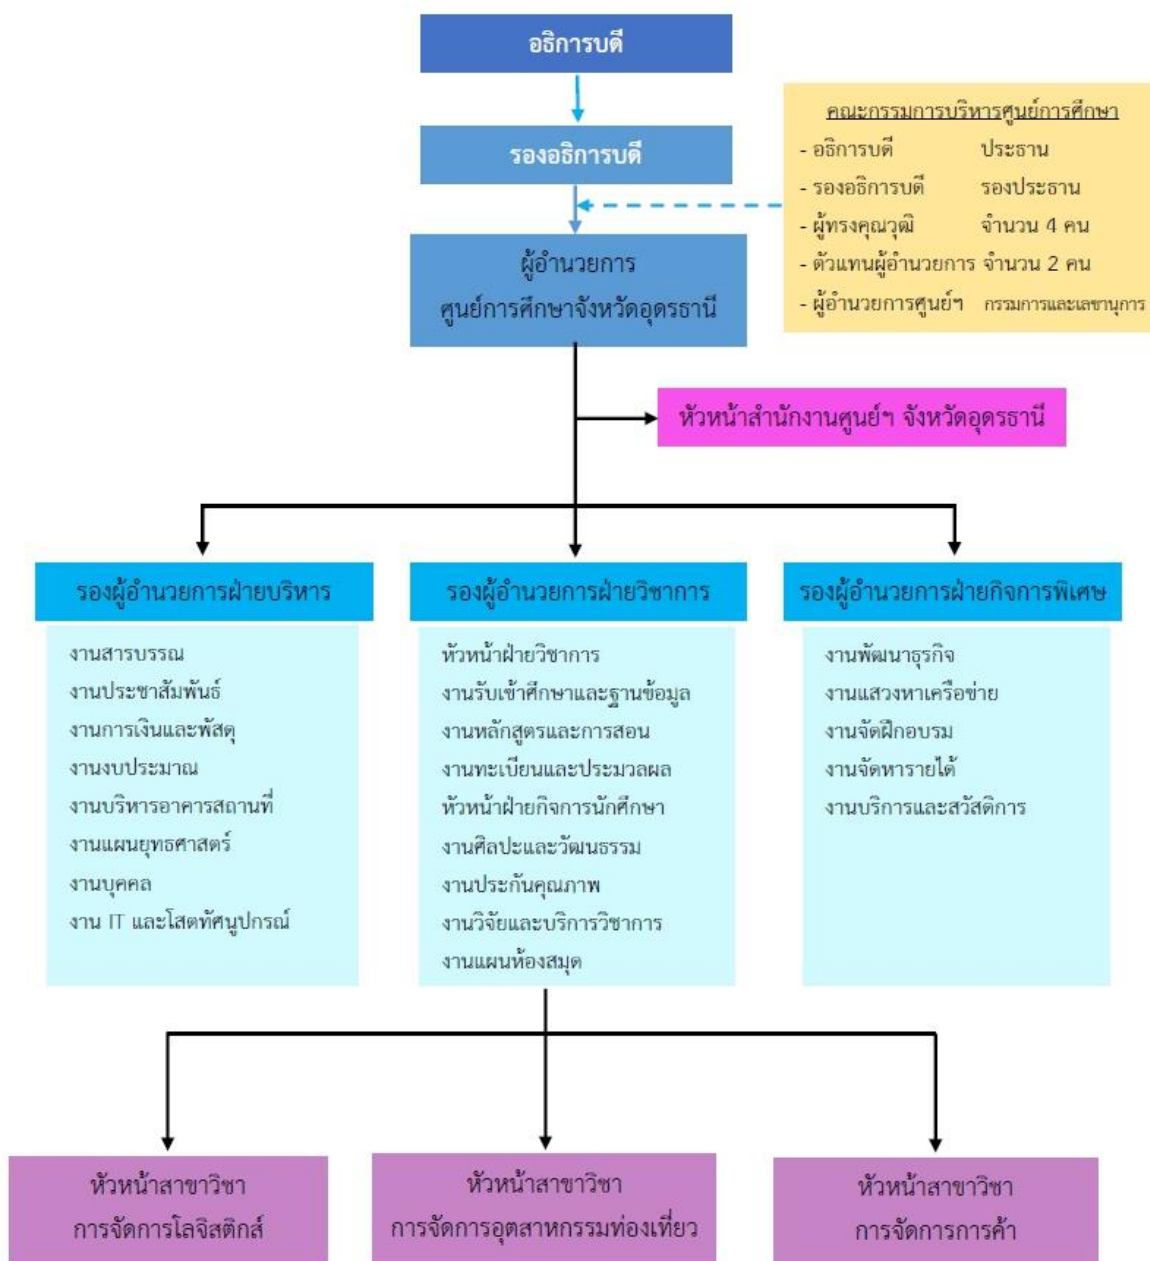 อธิการบดี
รองอธิการบดี
คณะกรรมการบริหารศูนย์การศึกษา
- อธิการบดี ประธาน
- รองอธิการบดี รองประธาน
- ผู้ทรงคุณวุฒิ จำนวน 4 คน
- ตัวแทนผู้อำนวยการ จำนวน 2 คน
- ผู้อำนวยการศูนย์ฯ กรรมการและเลขานุการ
ผู้อำนวยการ
ศูนย์การศึกษาจังหวัดอุดรธานี
หัวหน้าสำนักงานศูนย์ฯ จังหวัดอุดรธานี
รองผู้อำนวยการฝ่ายบริหาร
งานสารบรรณ
งานประชาสัมพันธ์
งานการเงินและพัสดุ
งานงบประมาณ
งานบริหารอาคารสถานที่
งานแผนยุทธศาสตร์
งานบุคคล
งาน IT และโสตทัศนูปกรณ์
รองผู้อำนวยการฝ่ายวิชาการ
หัวหน้าฝ่ายวิชาการ
งานรับเข้าศึกษาและฐานข้อมูล
งานหลักสูตรและการสอน
งานทะเบียนและประมวลผล
หัวหน้าฝ่ายกิจการนักศึกษา
งานศิลปะและวัฒนธรรม
งานประกันคุณภาพ
งานวิจัยและบริการวิชาการ
งานแผนห้องสมุด
รองผู้อำนวยการฝ่ายกิจการพิเศษ
งานพัฒนาธุรกิจ
งานแสวงหาเครือข่าย
งานจัดฝึกอบรม
งานจัดหารายได้
งานบริการและสวัสดิการ
หัวหน้าสาขาวิชา
การจัดการโลจิสติกส์
หัวหน้าสาขาวิชา
การจัดการอุตสาหกรรมท่องเที่ยว
หัวหน้าสาขาวิชา
การจัดการการค้า